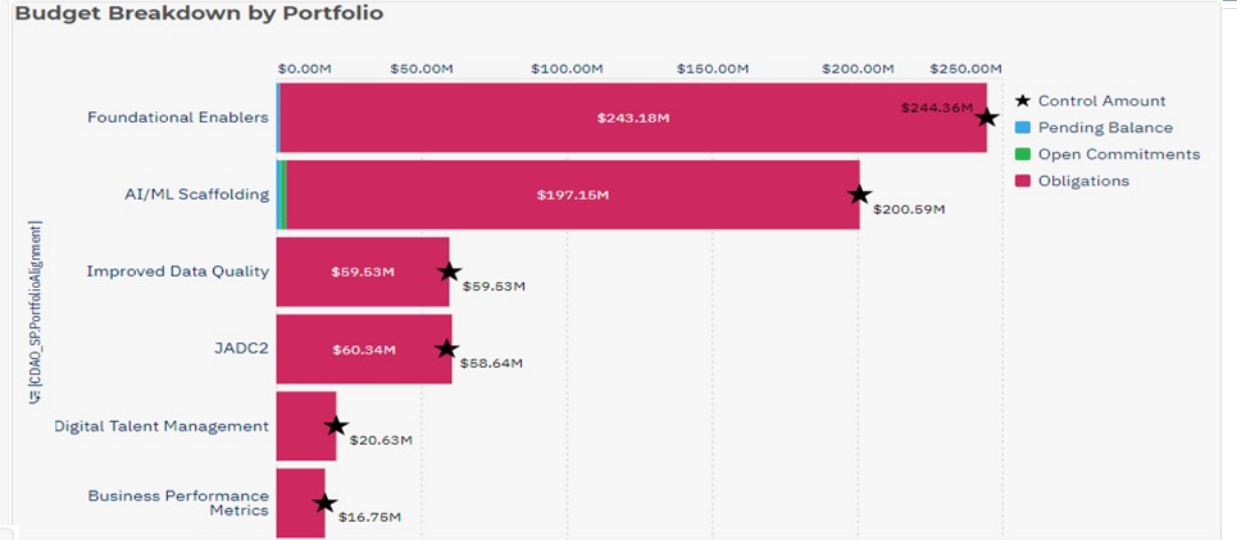 Budget Breakdown by Portfolio
$0.00M $50.00M $100.00M $150.00M $200.00M $250.00M
Foundational Enablers
$243.18M
$244.36M
AI/ML Scaffolding
$197.15M
$200.59M
Improved Data Quality
$59.53M
$59.53M
JADC2
$60.34M
$58.64M
Digital Talent Management
$20.63M
Business Performance
Metrics
$16.75M
[CDAO_SP.PortfolioAlignment]
Control Amount
Pending Balance
Open Commitments
Obligations